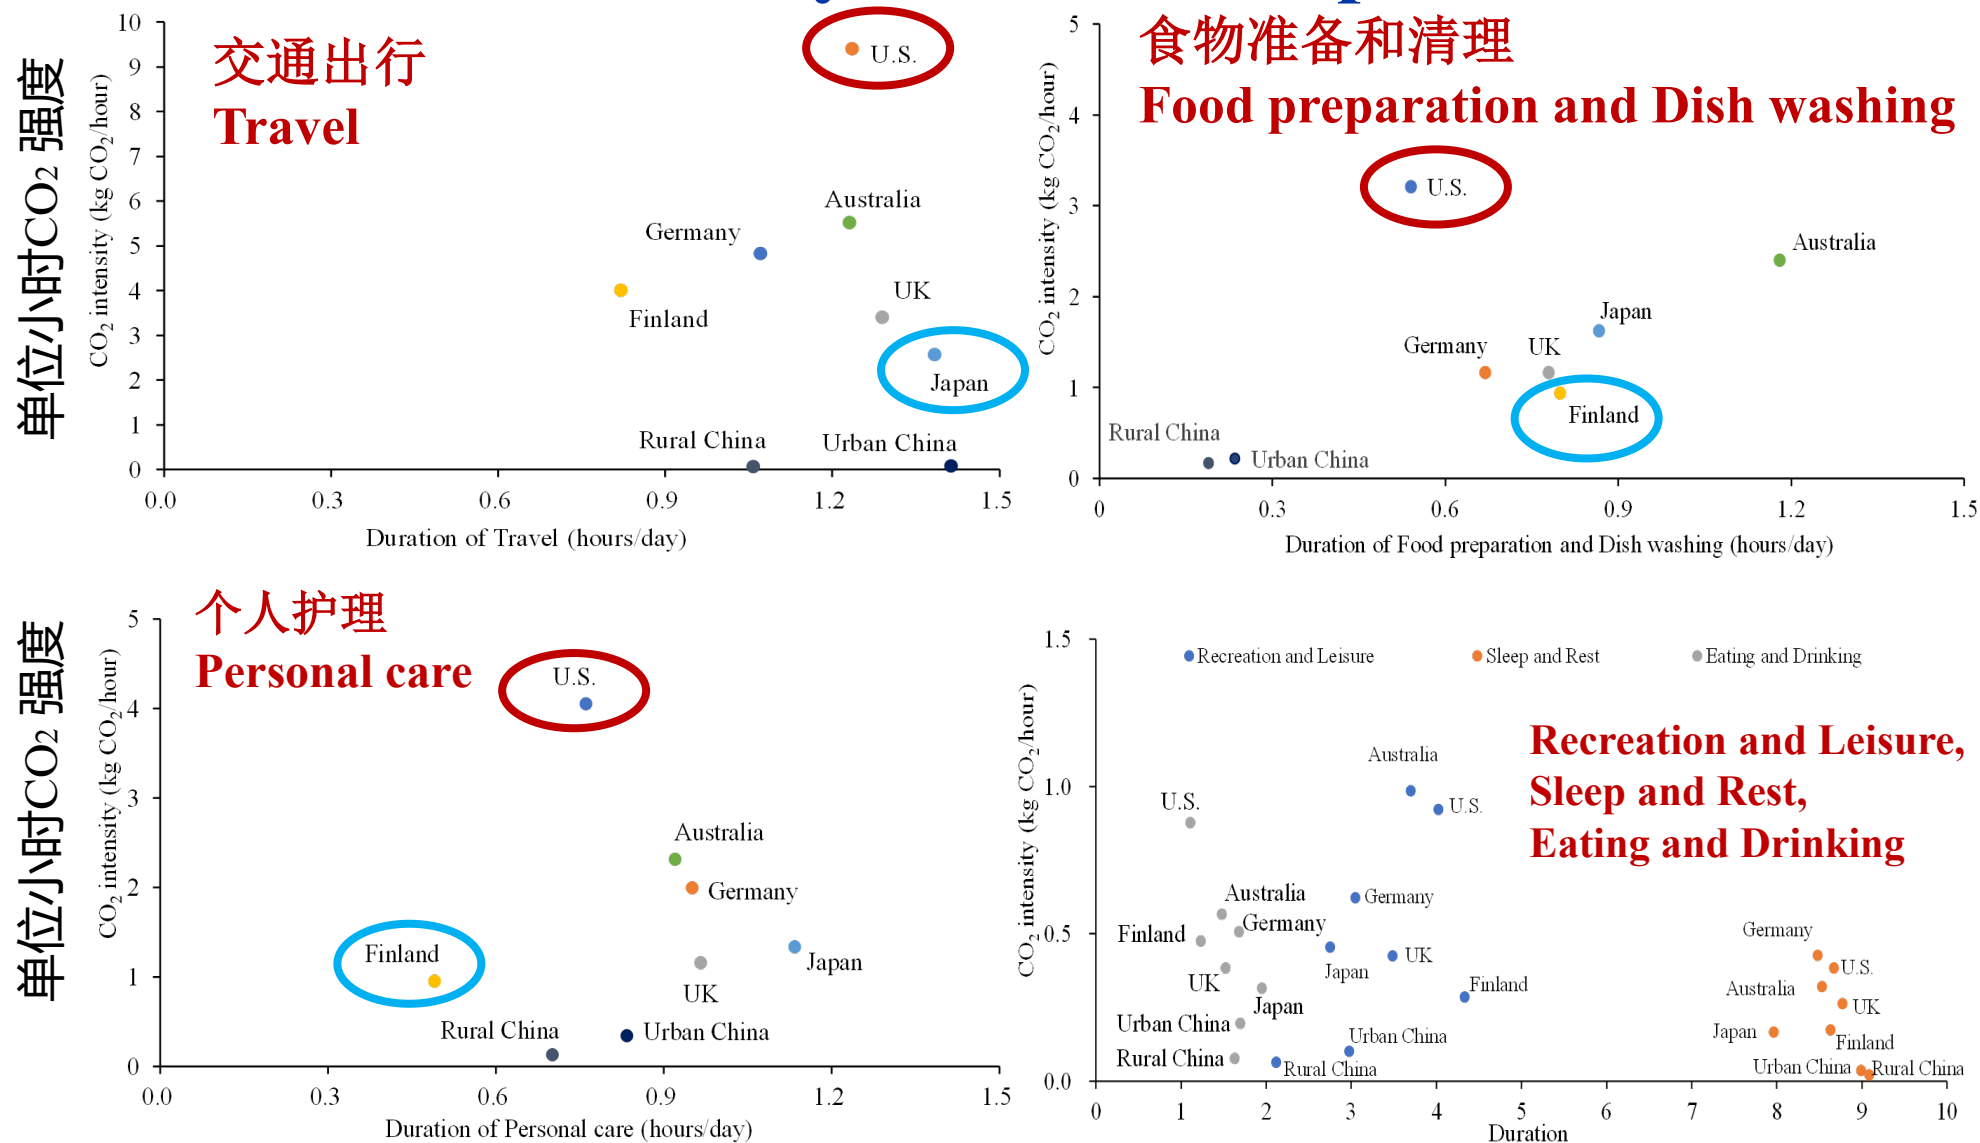 交通出行
Travel
单位小时CO2 强度
CO2 intensity (kg CO2/hour)
10
9
8
7
6
5
4
3
2
1
0
U.S.
Australia
Germany
UK
Finland
Japan
Rural China
Urban China
0.0 0.3 0.6 0.9 1.2 1.5
Duration of Travel (hours/day)
食物准备和清理
Food preparation and Dish washing
CO2 intensity (kg CO2/hour)
5
4
3
2
1
0
U.S.
Australia
Japan
Germany
UK
Finland
Rural China
Urban China
0 0.3 0.6 0.9 1.2 1.5
Duration of Food preparation and Dish washing (hours/day)
个人护理
Personal care
单位小时CO2 强度
CO2 intensity (kg CO2/hour)
5
4
3
2
1
0
U.S.
Australia
Germany
Finland
Japan
UK
Rural China
Urban China
0.0 0.3 0.6 0.9 1.2 1.5
Duration of Personal care (hours/day)
CO2 intensity (kg CO2/hour)
1.5
1.0
0.5
0.0
Recreation and Leisure
Sleep and Rest
Eating and Drinking
Recreation and Leisure,
Sleep and Rest,
Eating and Drinking
Australia
U.S.
U.S.
Australia
Germany
Germany
Finland
UK
Japan
UK
Japan
Finland
Urban China
Urban China
Rural China
Rural China
Germany
U.S.
Australia
UK
Japan
Finland
Urban China
Rural China
0 1 2 3 4 5 6 7 8 9 10
Duration